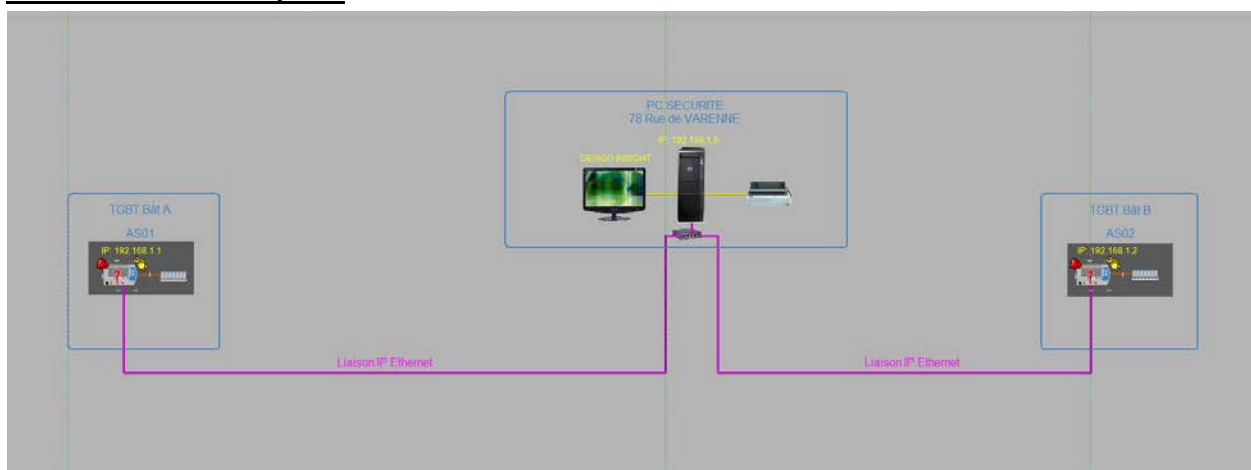 PC SECURITE
78 Rue de VARENNE
IP: 192.168.1.5
DESIGO INSIGHT
TGBT Bât A
AS01
IP: 192.168.1.1
TGBT Bât B
AS02
IP: 192.168.1.2
Liaison IP Ethernet
Liaison IP Ethernet